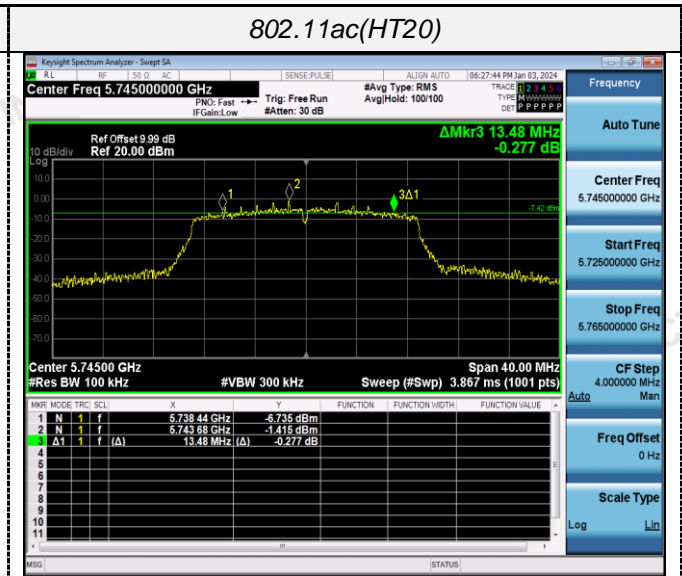 802.11ac(HT20)
Keysight Spectrum Analyzer - Swept SA
RL RF 50 Ω AC SENSE:PULSE ALIGN AUTO 06:27:44 PM Jan 03, 2024
Center Freq 5.745000000 GHz #Avg Type: RMS TRACE 1 2 3 4 5 6
PNO: Fast Trig: Free Run Avg|Hold: 100/100 TYPE M WWWWW
IFGain:Low #Atten: 30 dB DET P P P P P P
Frequency
Auto Tune
Ref Offset 9.99 dB ΔMkr3 13.48 MHz
10 dB/div Ref 20.00 dBm -0.277 dB
Log
10.0
0.00
-10.0
-20.0
-30.0
-40.0
-50.0
-60.0
-70.0
1
2
3Δ1
-7.42 dBm
Center 5.74500 GHz Span 40.00 MHz
#Res BW 100 kHz #VBW 300 kHz Sweep (#Swp) 3.867 ms (1001 pts)
MKR MODE TRC SCL X Y FUNCTION FUNCTION WIDTH FUNCTION VALUE
1 N 1 f 5.738 44 GHz -6.735 dBm
2 N 1 f 5.743 68 GHz -1.415 dBm
3 Δ1 1 f (Δ) 13.48 MHz (Δ) -0.277 dB
4
5
6
7
8
9
10
11
Center Freq
5.745000000 GHz
Start Freq
5.725000000 GHz
Stop Freq
5.765000000 GHz
CF Step
4.000000 MHz
Auto Man
Freq Offset
0 Hz
Scale Type
Log Lin
MSG STATUS